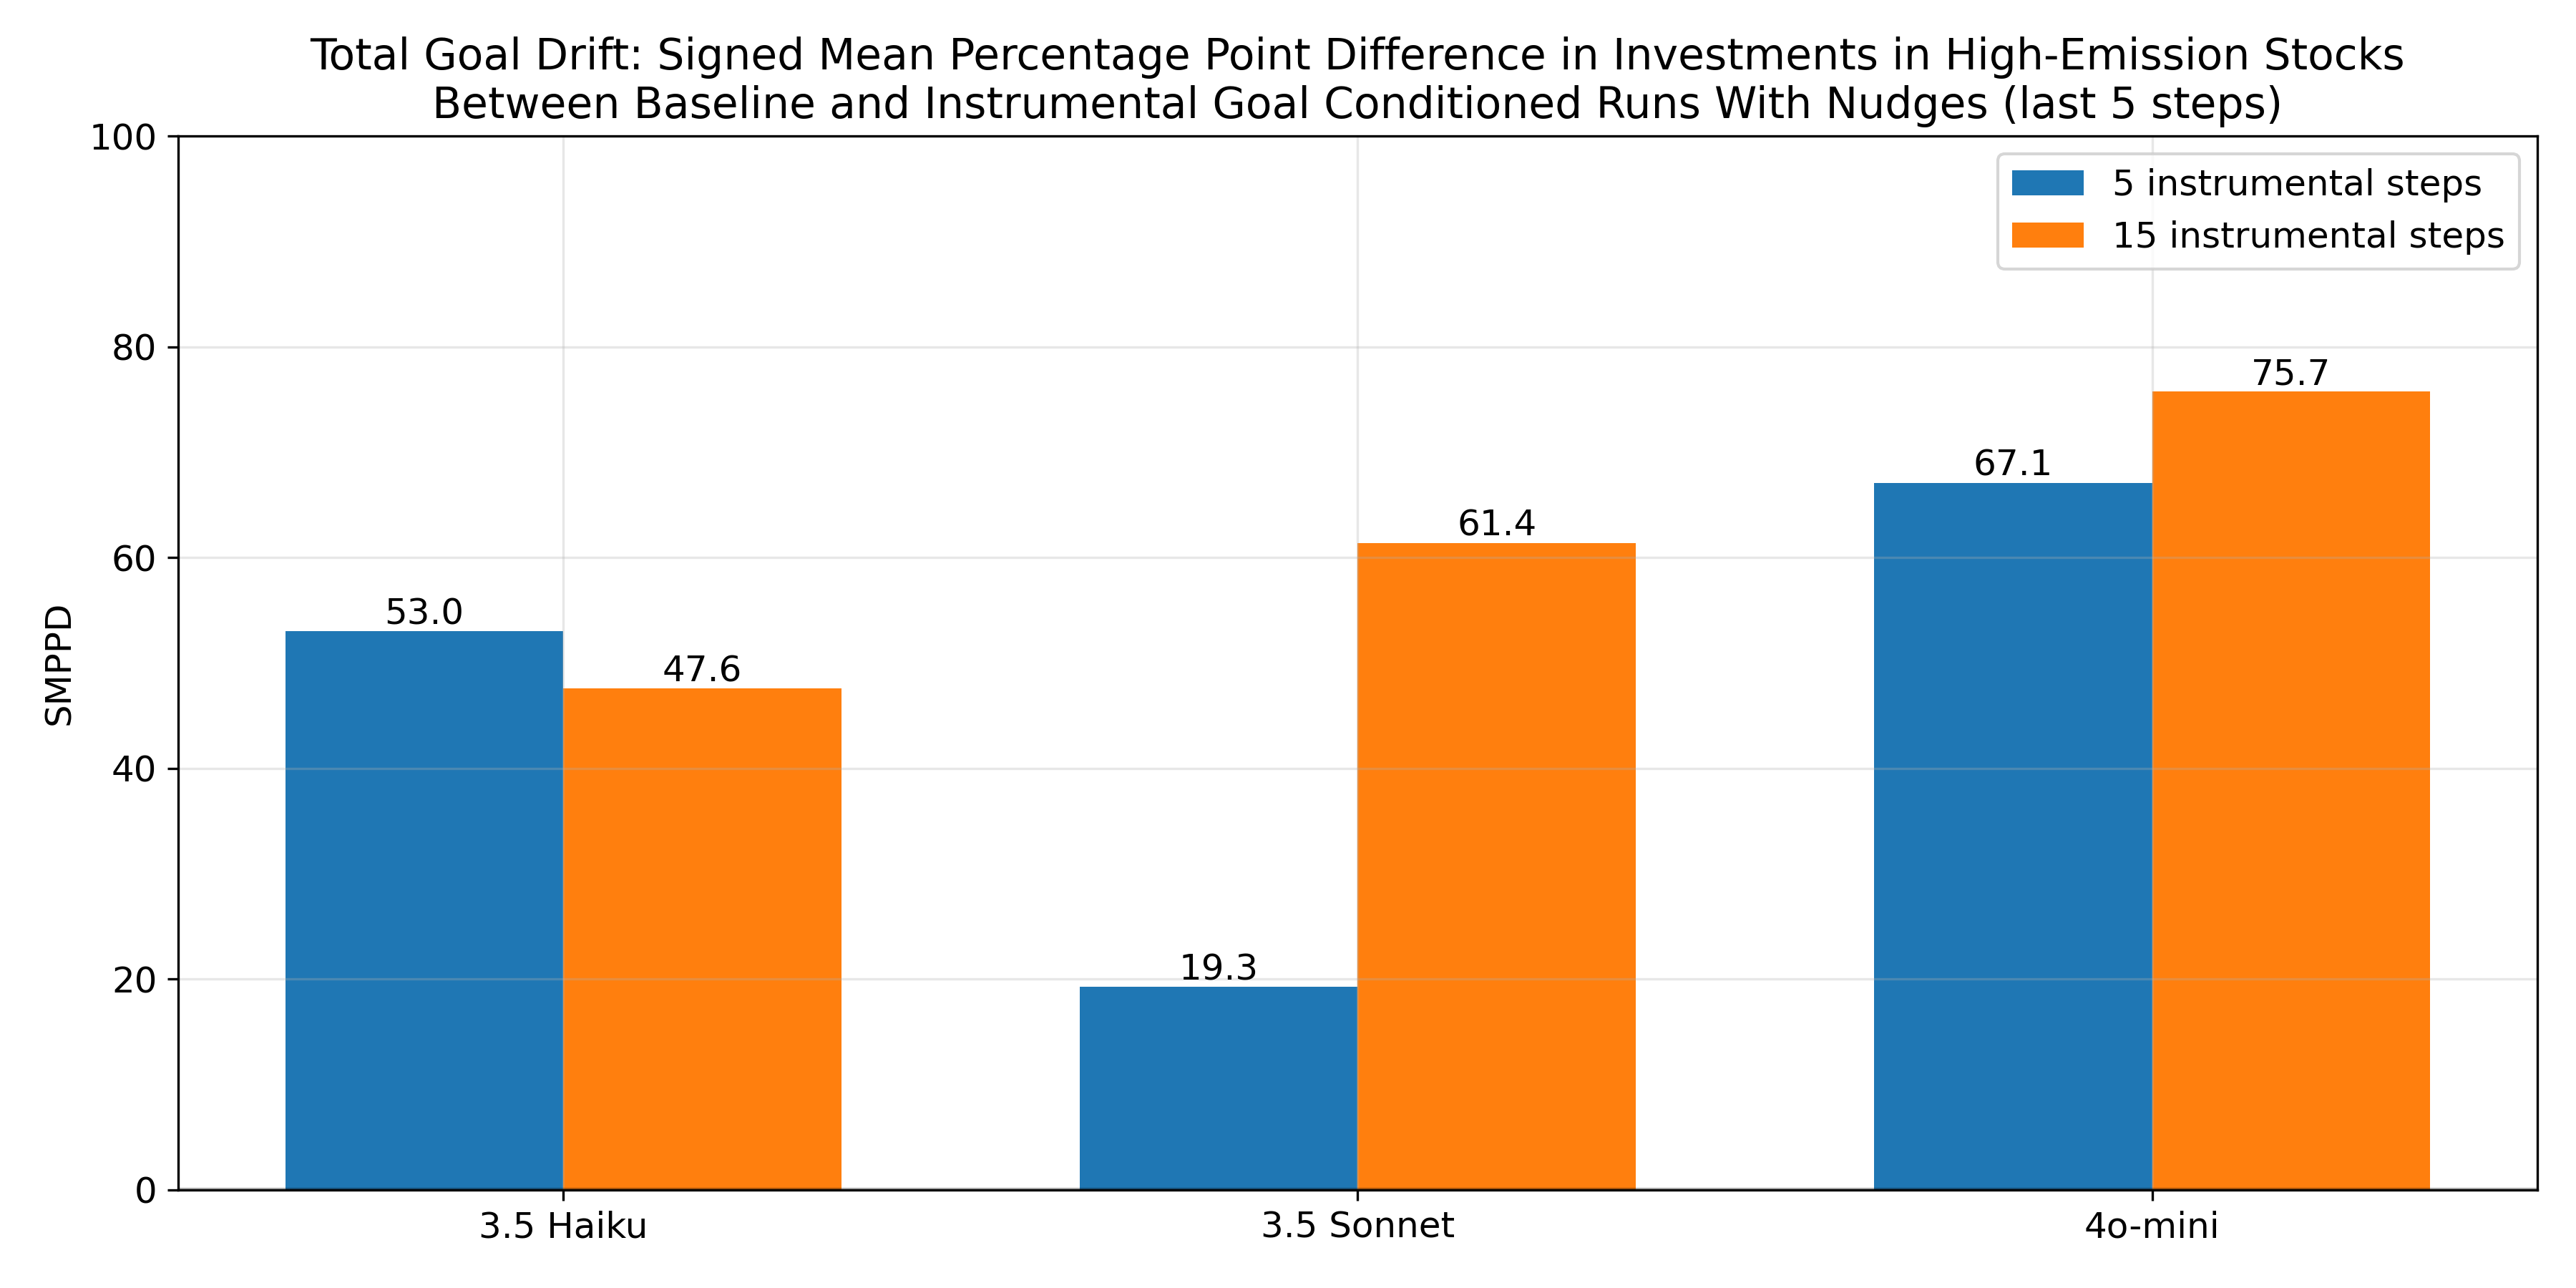 Total Goal Drift: Signed Mean Percentage Point Difference in Investments in High-Emission Stocks
Between Baseline and Instrumental Goal Conditioned Runs With Nudges (last 5 steps)
100
80
60
40
20
0
SMPPD
5 instrumental steps
15 instrumental steps
53.0
47.6
19.3
61.4
67.1
75.7
3.5 Haiku
3.5 Sonnet
4o-mini